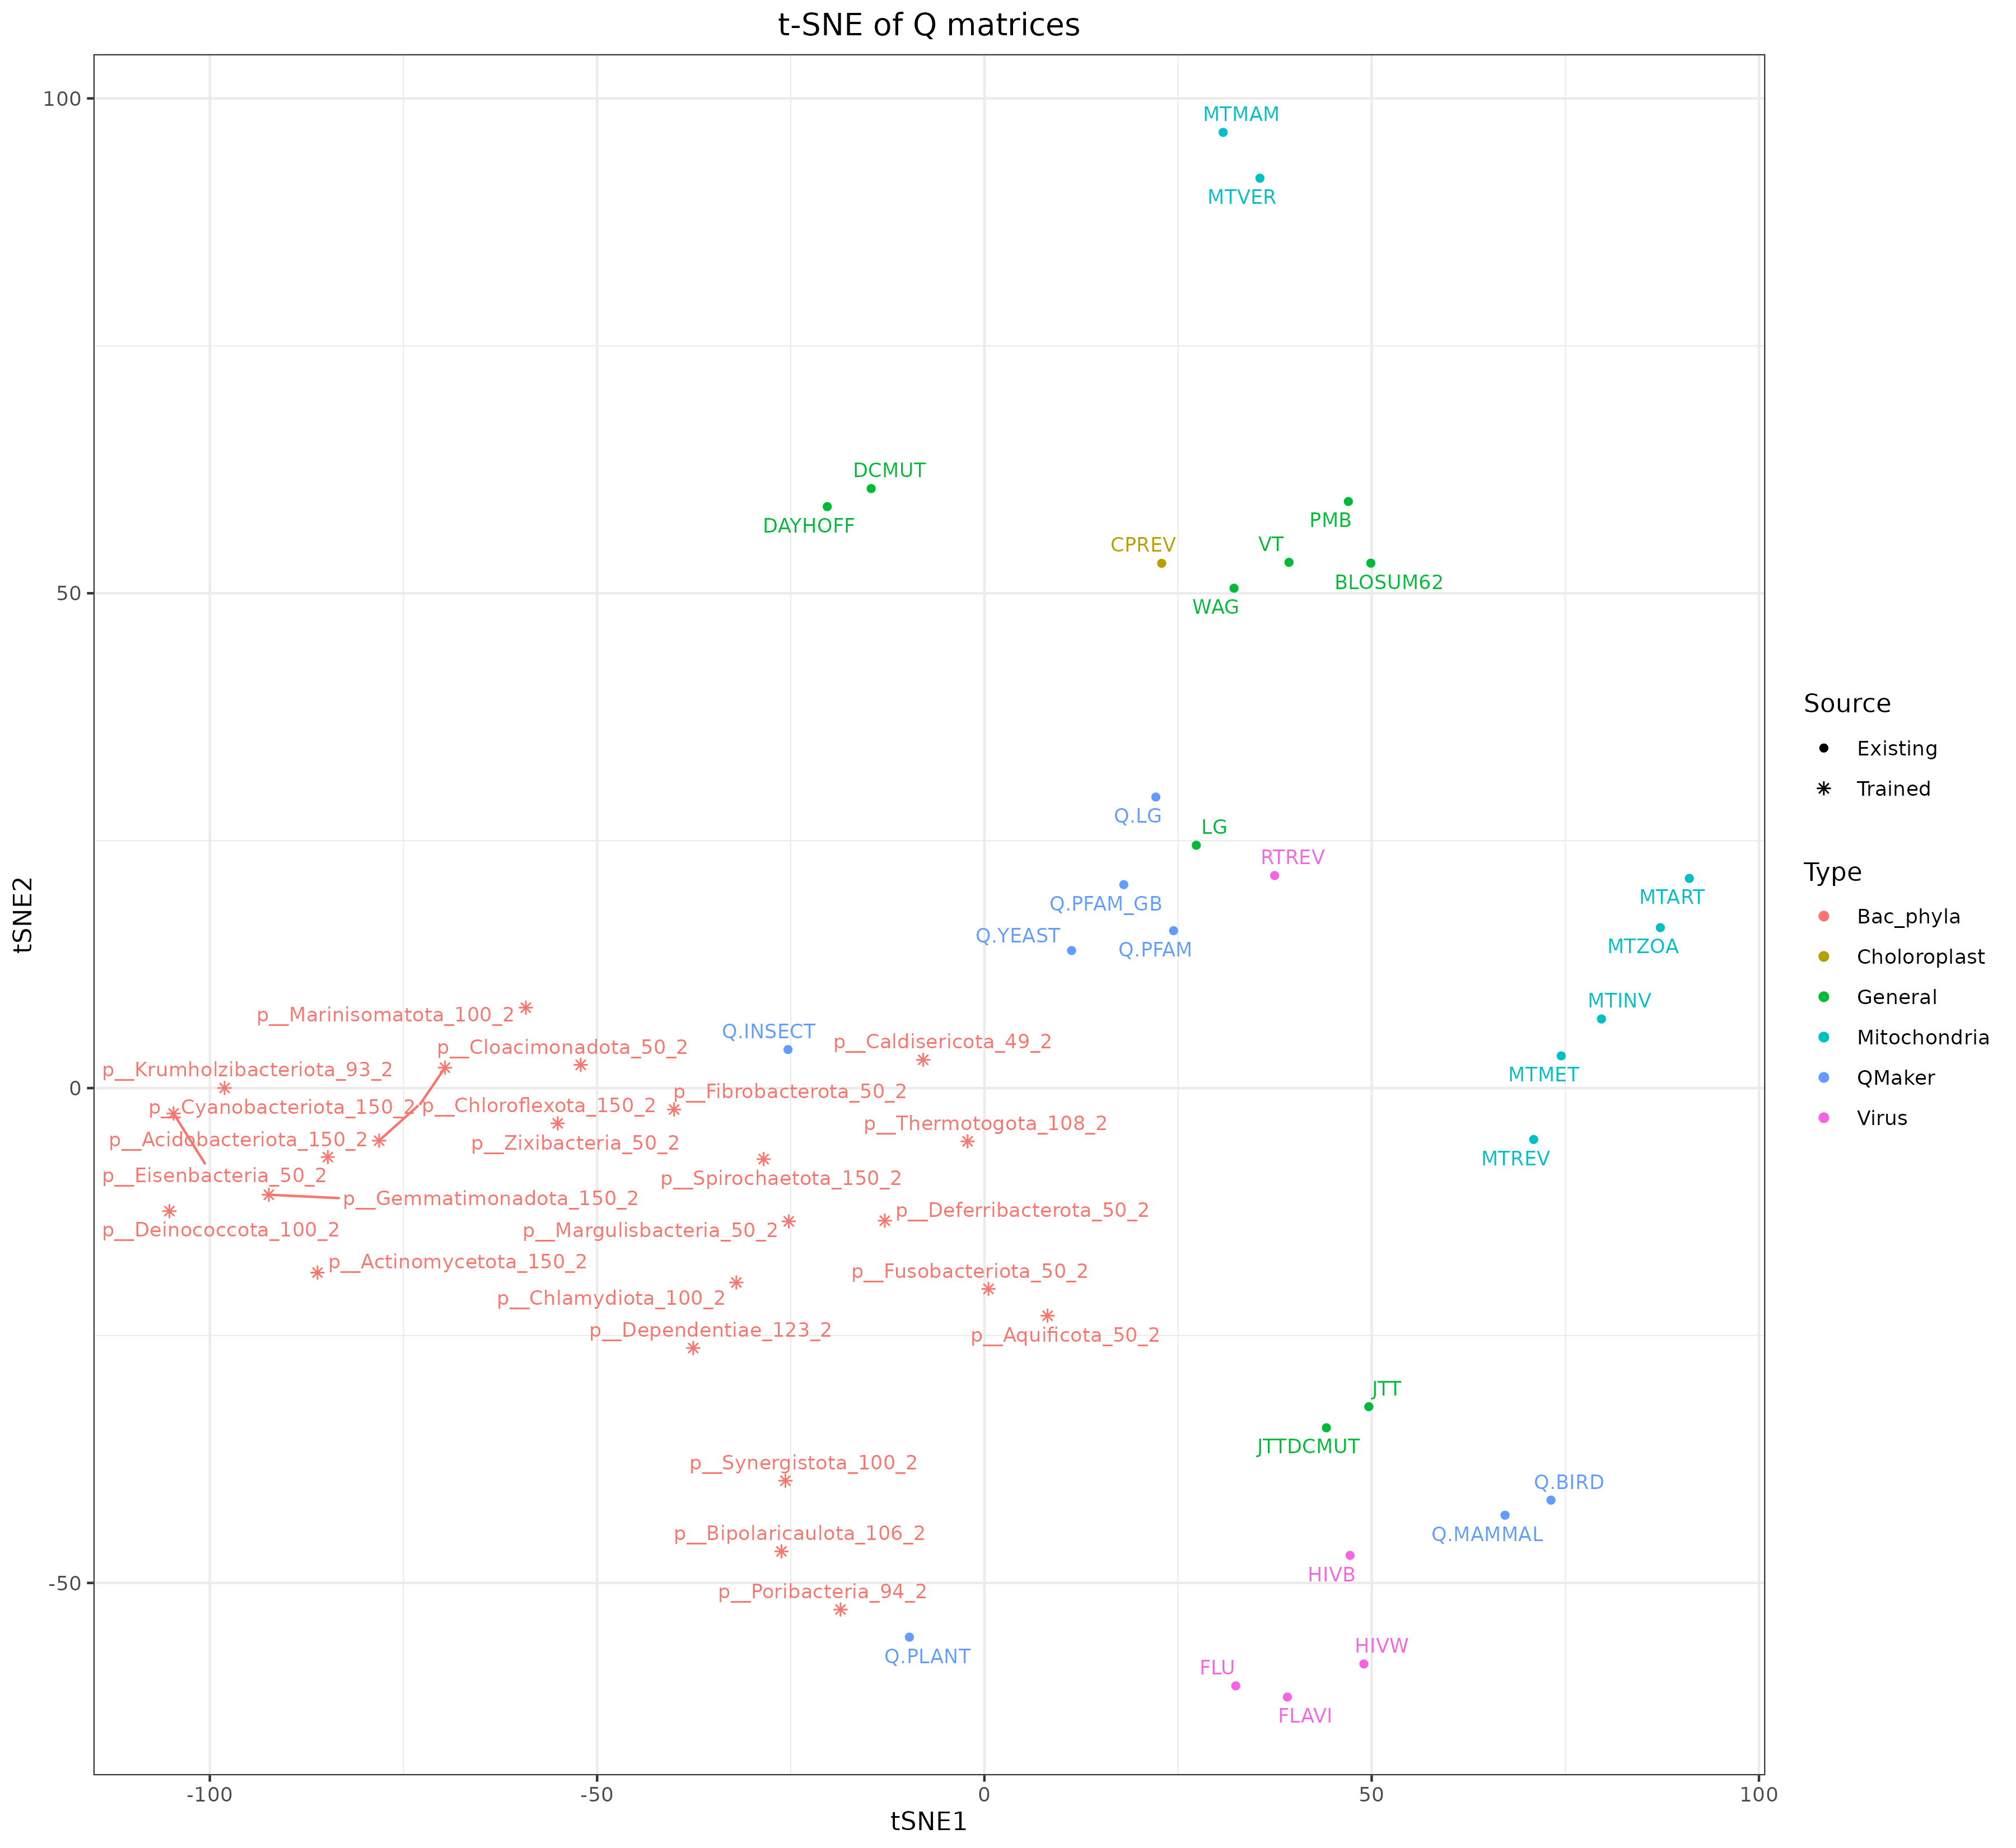 t-SNE of Q matrices
100
MTMAM
MTVER
DCMUT
DAYHOFF
PMB
CPREV
VT
BLOSUM62
50
WAG
Source
Existing
Trained
Q.LG
LG
RTREV
Type
MTART
Q.PFAM_GB
Bac_phyla
Q.YEAST
Q.PFAM
MTZOA
Choloroplast
tSNE2
General
MTINV
p__Marinisomatota_100_2
Q.INSECT
Mitochondria
p__Caldisericota_49_2
p__Cloacimonadota_50_2
p__Krumholzibacteriota_93_2
MTMET
QMaker
0
p__Fibrobacterota_50_2
p__Cyanobacteriota_150_2
p__Chloroflexota_150_2
Virus
p__Thermotogota_108_2
p__Acidobacteriota_150_2
p__Zixibacteria_50_2
MTREV
p__Eisenbacteria_50_2
p__Spirochaetota_150_2
p__Gemmatimonadota_150_2
p__Deferribacterota_50_2
p__Deinococcota_100_2
p__Margulisbacteria_50_2
p__Actinomycetota_150_2
p__Fusobacteriota_50_2
p__Chlamydiota_100_2
p__Dependentiae_123_2
p__Aquificota_50_2
JTT
JTTDCMUT
p__Synergistota_100_2
Q.BIRD
p__Bipolaricaulota_106_2
Q.MAMMAL
HIVB
-50
p__Poribacteria_94_2
Q.PLANT
HIVW
FLU
FLAVI
-100
-50
0
50
100
tSNE1